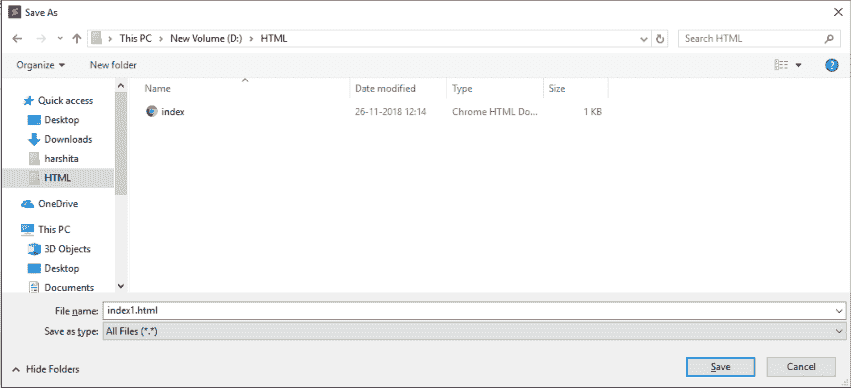 Save As
This PC > New Volume (D:) > HTML
Search HTML
Organize
New folder
Name
Date modified
Type
Size
Quick access
Desktop
Downloads
harshita
HTML
OneDrive
This PC
3D Objects
Desktop
Documents
index
26-11-2018 12:14
Chrome HTML Do...
1 KB
File name: index1.html
Save as type: All Files (*.*)
Hide Folders
Save
Cancel